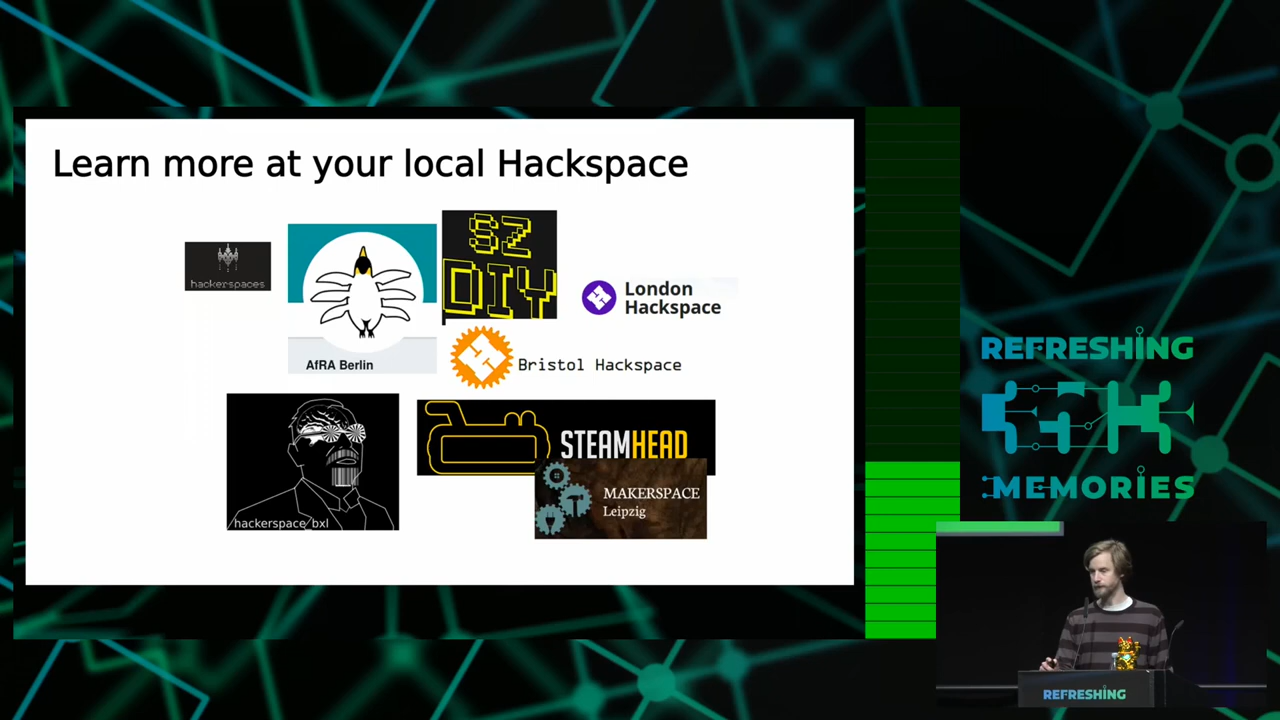 Learn more at your local Hackspace
hackerspaces
AfRA Berlin
SZ
DIY
London
Hackspace
Bristol Hackspace
hackerspace bxl
STEAMHEAD
MAKERSPACE
Leipzig
REFRESHING
MEMORIES
REFRESHING